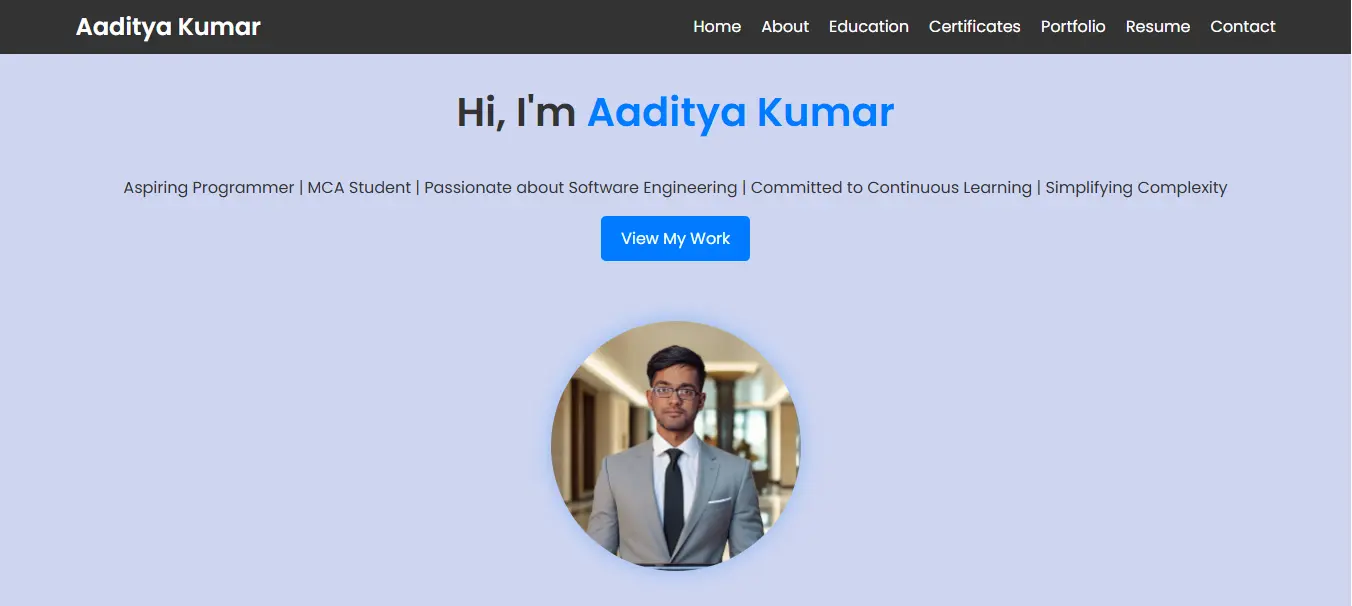 Aaditya Kumar
Home About Education Certificates Portfolio Resume Contact
Hi, I'm Aaditya Kumar
Aspiring Programmer | MCA Student | Passionate about Software Engineering | Committed to Continuous Learning | Simplifying Complexity
View My Work